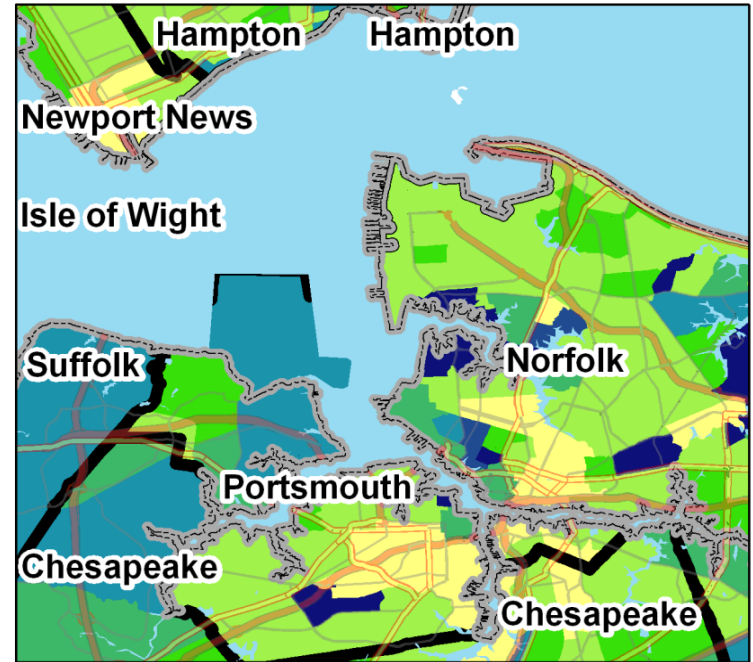 Hampton
Hampton
Newport News
Isle of Wight
Suffolk
Norfolk
Portsmouth
Chesapeake
Chesapeake